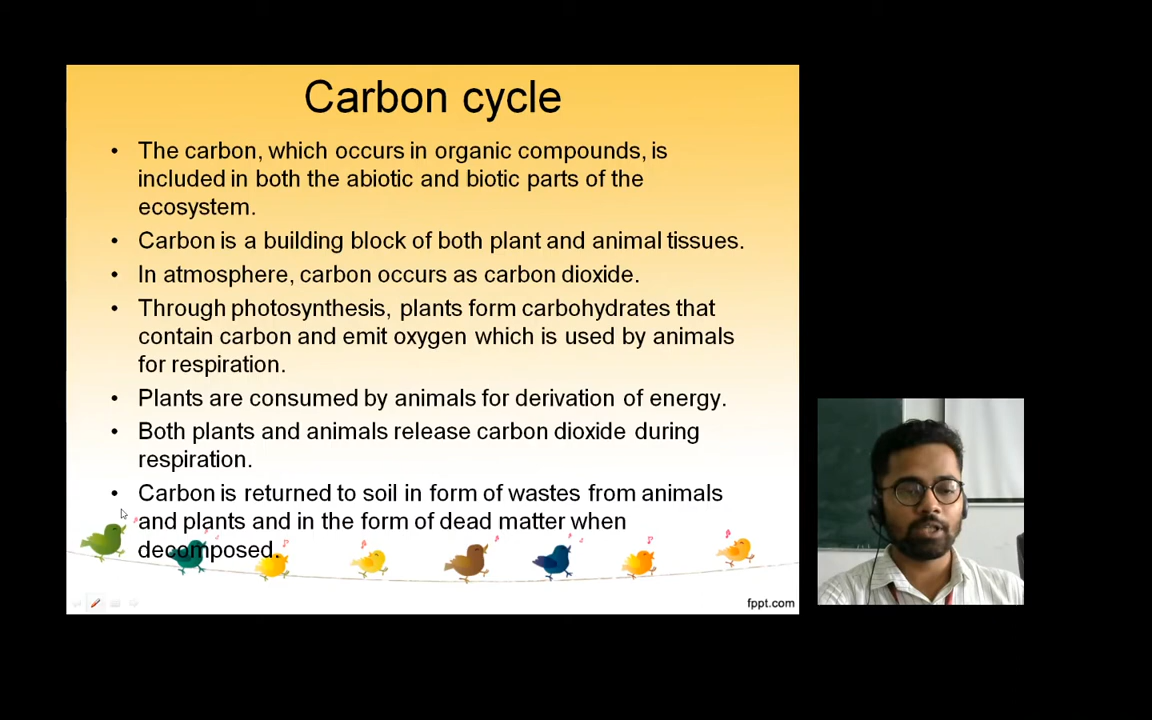 Carbon cycle
• The carbon, which occurs in organic compounds, is
included in both the abiotic and biotic parts of the
ecosystem.
• Carbon is a building block of both plant and animal tissues.
• In atmosphere, carbon occurs as carbon dioxide.
• Through photosynthesis, plants form carbohydrates that
contain carbon and emit oxygen which is used by animals
for respiration.
• Plants are consumed by animals for derivation of energy.
• Both plants and animals release carbon dioxide during
respiration.
• Carbon is returned to soil in form of wastes from animals
and plants and in the form of dead matter when
decomposed.
fppt.com